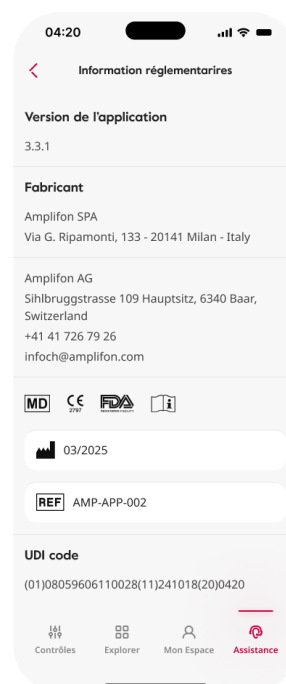 04:20
Information réglementarires
Version de l'application
3.3.1
Fabricant
Amplifon SPA
Via G. Ripamonti, 133 - 20141 Milan - Italy
Amplifon AG
Sihlbruggstrasse 109 Hauptsitz, 6340 Baar,
Switzerland
+41 41 726 79 26
infoch@amplifon.com
MD CE 2797 FDA
03/2025
REF AMP-APP-002
UDI code
(01)08059606110028(11)241018(20)0420
Contrôles Explorer Mon Espace Assistance